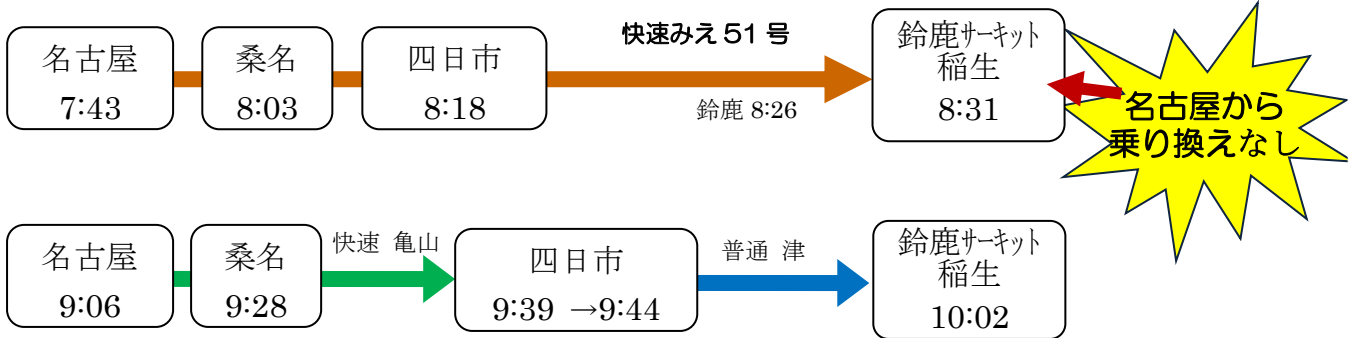 快速みえ 51 号
名古屋
7:43
桑名
8:03
四日市
8:18
鈴鹿 8:26
鈴鹿サーキット
稲生
8:31
名古屋から
乗り換えなし
名古屋
9:06
桑名
9:28
快速 亀山
四日市
9:39 →9:44
普通 津
鈴鹿サーキット
稲生
10:02